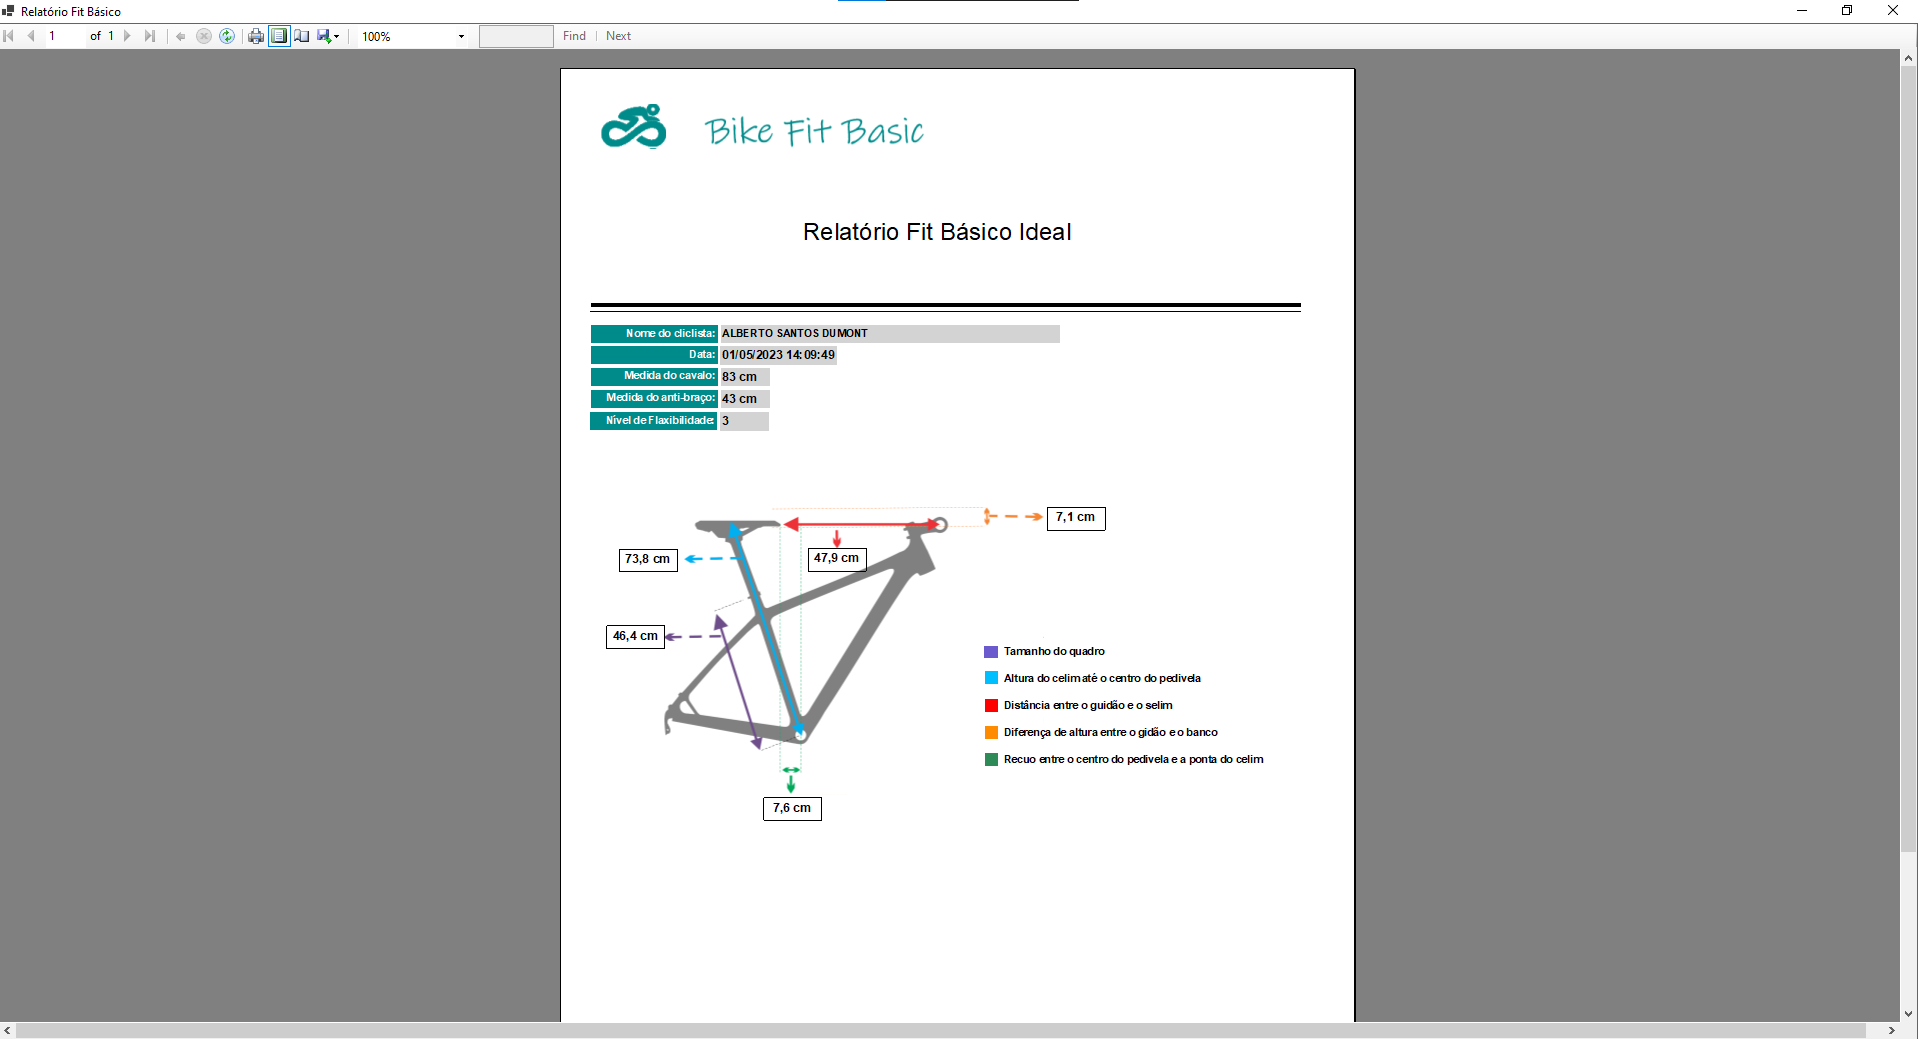 Relatório Fit Básico
1 of 1 100% Find Next
Bike Fit Basic
Relatório Fit Básico Ideal
Nome do cliclista: ALBERTO SANTOS DUMONT
Data: 01/05/2023 14:09:49
Medida do cavalo: 83 cm
Medida do anti-braço: 43 cm
Nível de Flaxibilidade: 3
7,1 cm
73,8 cm
47,9 cm
46,4 cm
Tamanho do quadro
Altura do celim até o centro do pedivela
Distância entre o guidão e o selim
Diferença de altura entre o gidão e o banco
Recuo entre o centro do pedivela e a ponta do celim
7,6 cm